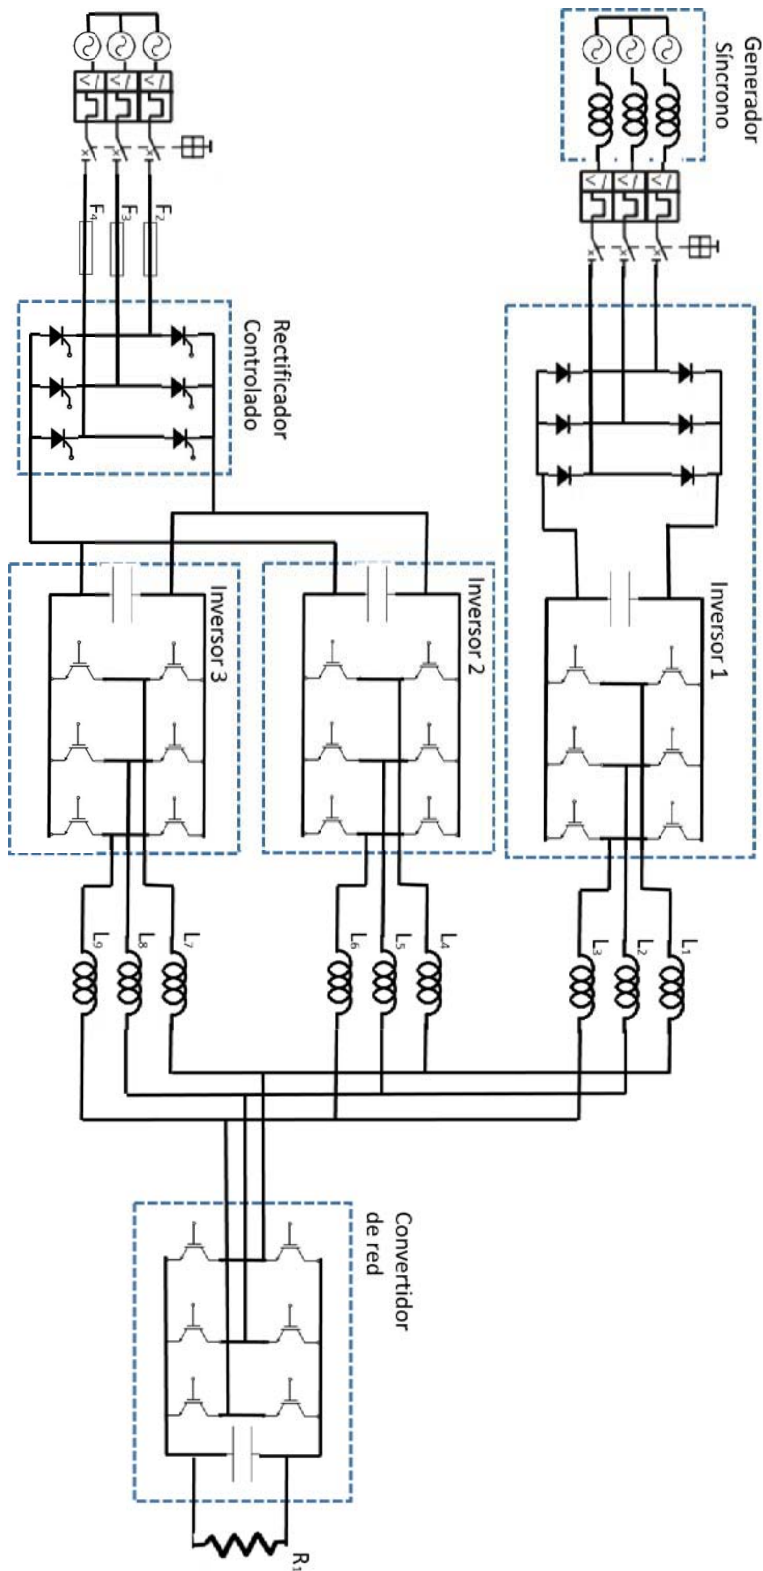 Generador
Síncrono
F₂
F₃
F₄
Rectificador
Controlado
Inversor 1
Inversor 2
Inversor 3
L₁
L₂
L₃
L₄
L₅
L₆
L₇
L₈
L₉
Convertidor
de red
R₁